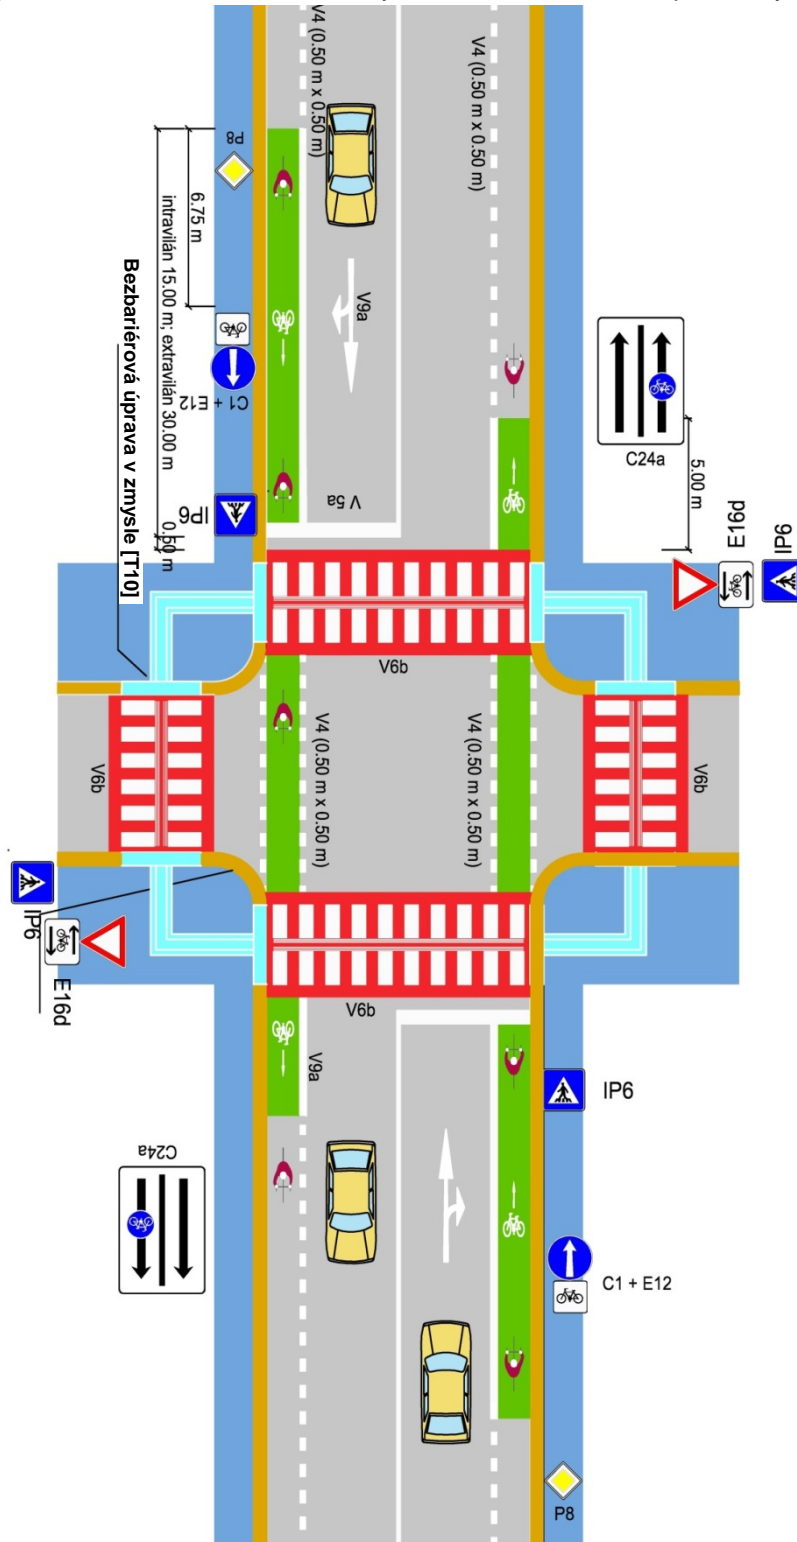 V4 (0.50 m x 0.50 m)
V4 (0.50 m x 0.50 m)
P8
6.75 m
intravilán 15.00 m; extravilán 30.00 m
V9a
C1 + E12
Bezbariérová úprava v zmysle [T10]
C24a
5.00 m
IP6
V 5a
0.50 m
E16d
IP6
V6b
V4 (0.50 m x 0.50 m)
V4 (0.50 m x 0.50 m)
V6b
V6b
IP6
E16d
V6b
V9a
IP6
C24a
C1 + E12
P8